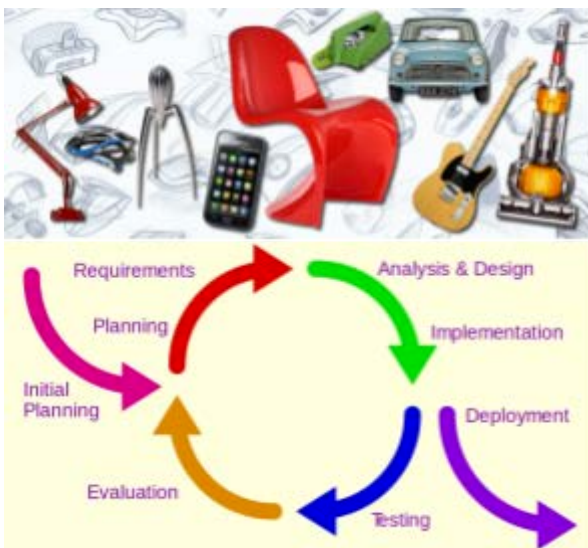 Requirements
Analysis & Design
Planning
Implementation
Initial
Planning
Deployment
Evaluation
Testing